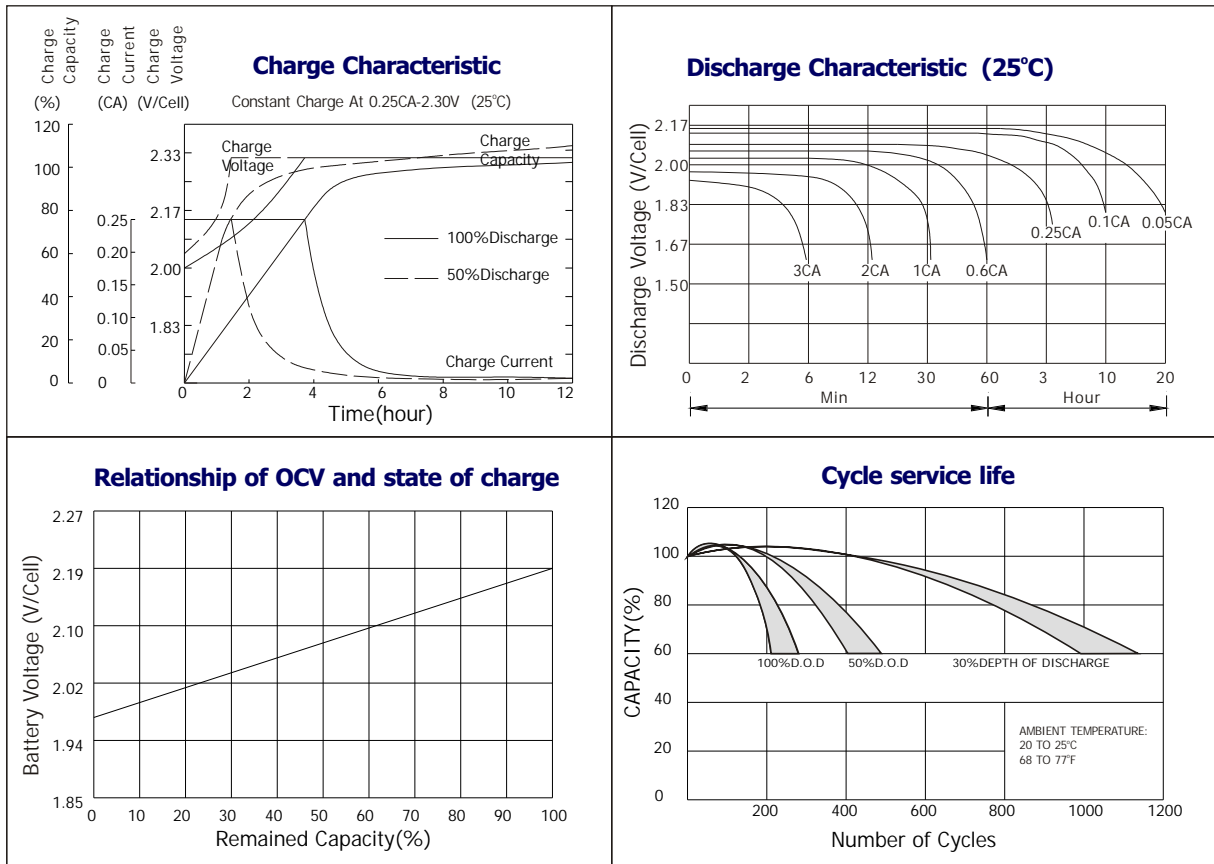 Charge
Capacity
Charge
Current
Charge
Voltage
(%)
(CA)
(V/Cell)
Charge Characteristic
Constant Charge At 0.25CA-2.30V (25°C)
120
100
80
60
40
20
0
0.25
0.20
0.15
0.10
0.05
0
2.33
2.17
2.00
1.83
Charge
Voltage
Charge
Capacity
100%Discharge
50%Discharge
Charge Current
0 2 4 6 8 10 12
Time(hour)
Discharge Characteristic (25°C)
Discharge Voltage (V/Cell)
2.17
2.00
1.83
1.67
1.50
3CA
2CA
1CA
0.6CA
0.25CA
0.1CA
0.05CA
0 2 6 12 30 60 3 10 20
Min
Hour
Relationship of OCV and state of charge
Battery Voltage (V/Cell)
2.27
2.19
2.10
2.02
1.94
1.85
0 10 20 30 40 50 60 70 80 90 100
Remained Capacity(%)
Cycle service life
CAPACITY(%)
120
100
80
60
40
20
0
100%D.O.D
50%D.O.D
30%DEPTH OF DISCHARGE
AMBIENT TEMPERATURE:
20 TO 25°C
68 TO 77°F
200 400 600 800 1000 1200
Number of Cycles